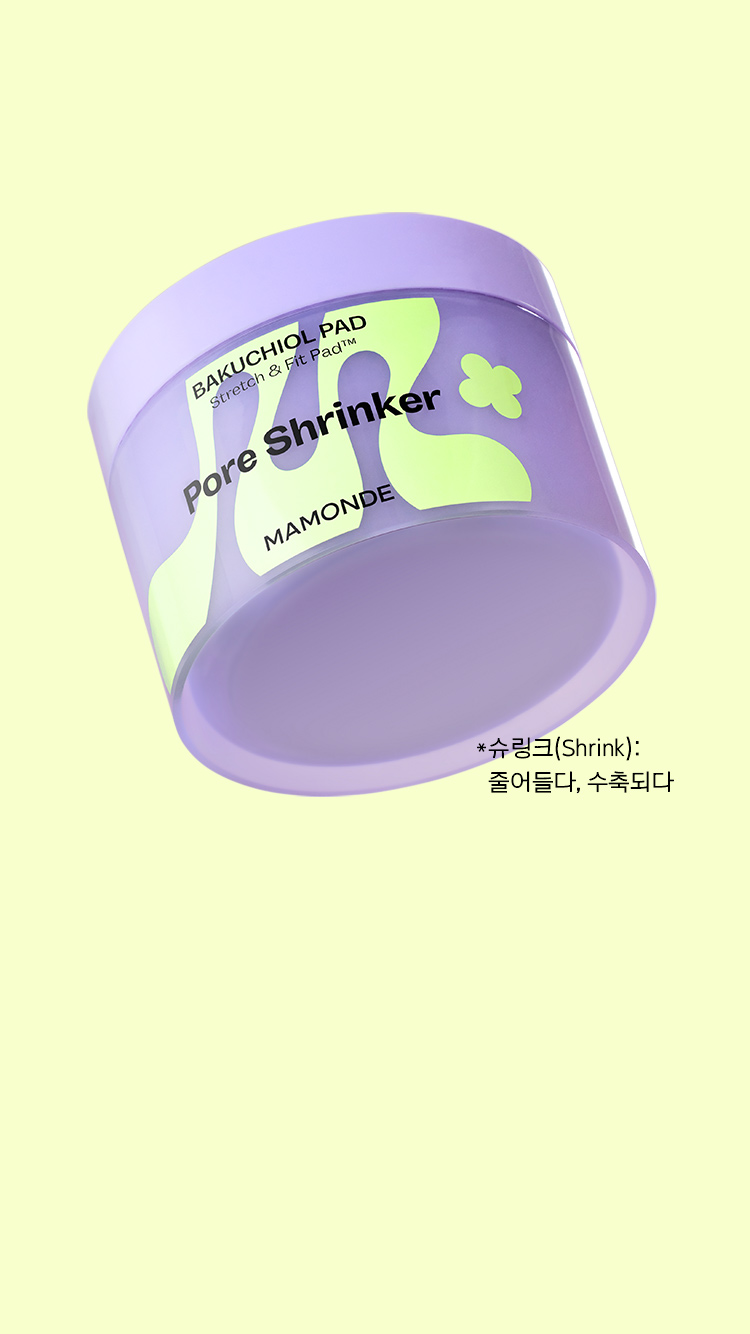 BAKUCHIOL PAD
Stretch & Fit Pad™
Pore Shrinker
MAMONDE
*슈링크(Shrink):
줄어들다, 수축되다